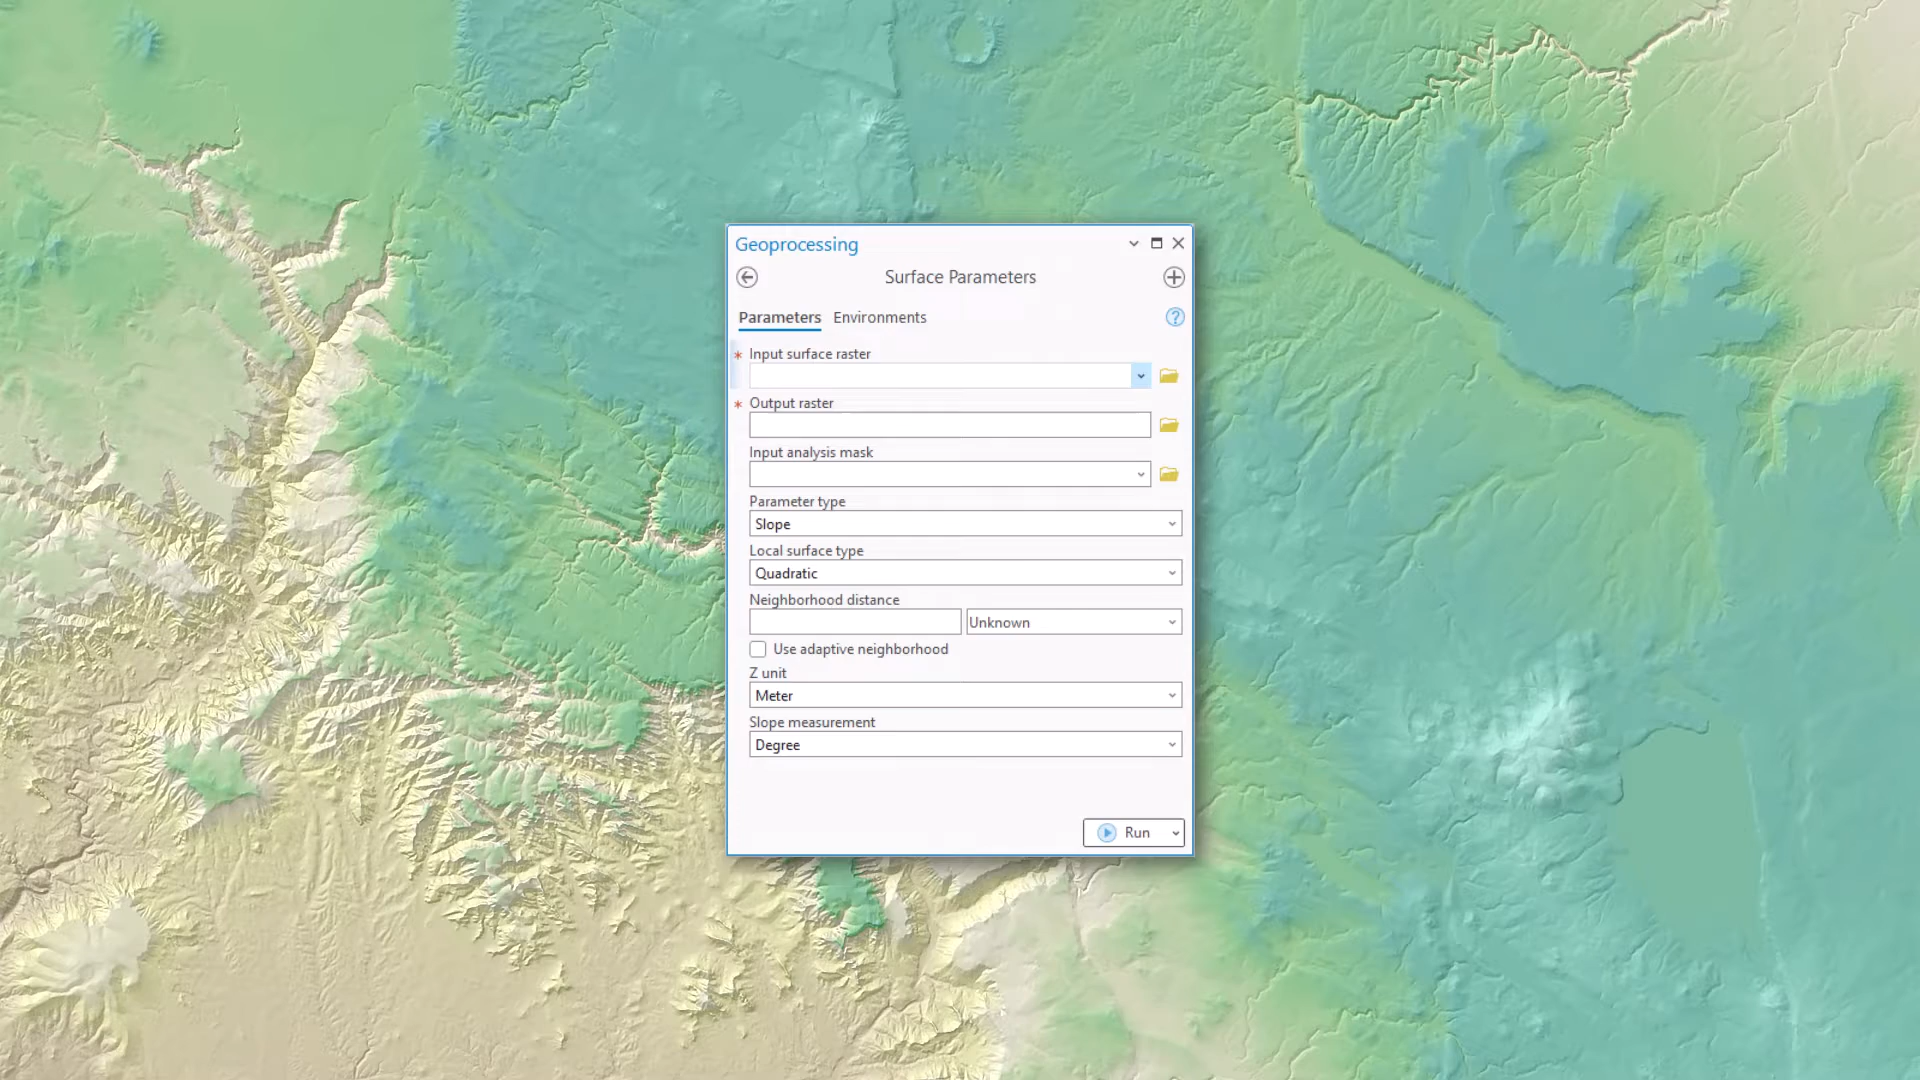 Geoprocessing
Surface Parameters
Parameters Environments
* Input surface raster
* Output raster
Input analysis mask
Parameter type
Slope
Local surface type
Quadratic
Neighborhood distance
Unknown
Use adaptive neighborhood
Z unit
Meter
Slope measurement
Degree
Run